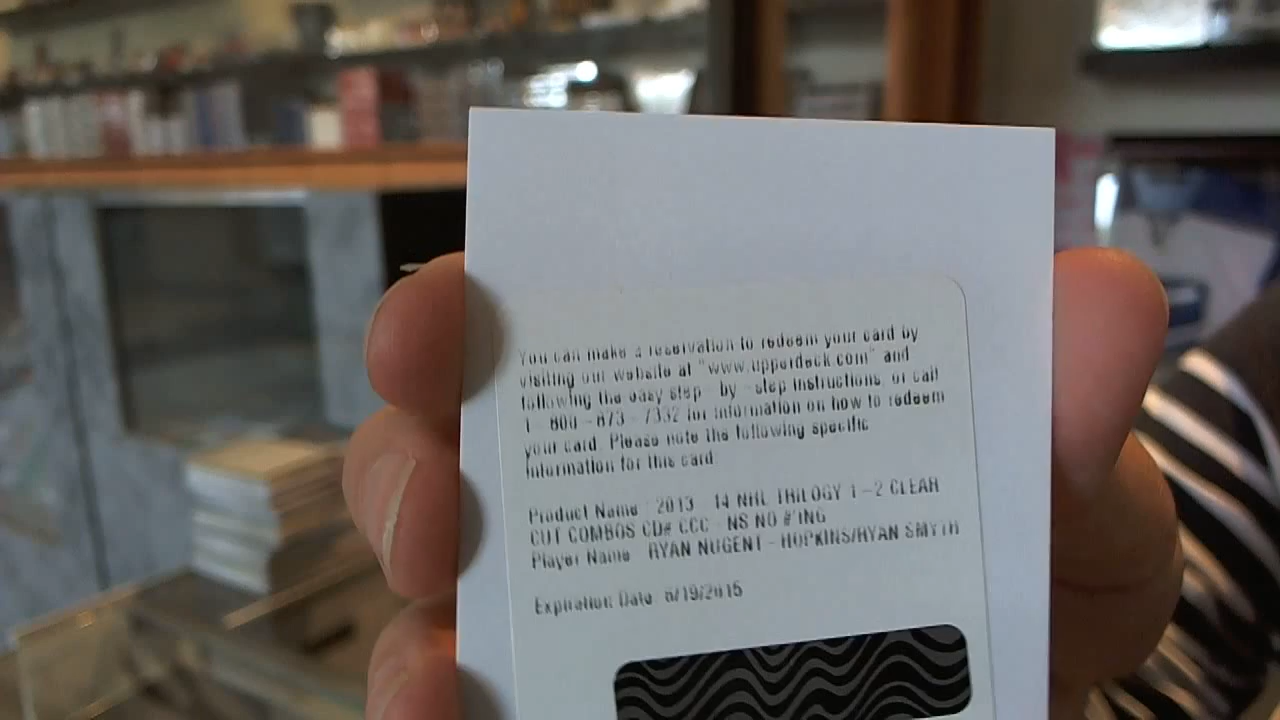 You can make a reservation to redeem your card by
visiting our website at "www.upperdeck.com" and
following the easy step - by - step instructions, or call
1 - 800 - 873 - 7332 for information on how to redeem
your card. Please note the following specific
information for this card:
Product Name : 2013 - 14 NHL TRILOGY 1-2 CLEAR
CUT COMBOS CD# CCC - NS NO #'ING
Player Name RYAN NUGENT - HOPKINS/RYAN SMYTH
Expiration Date /19/2015